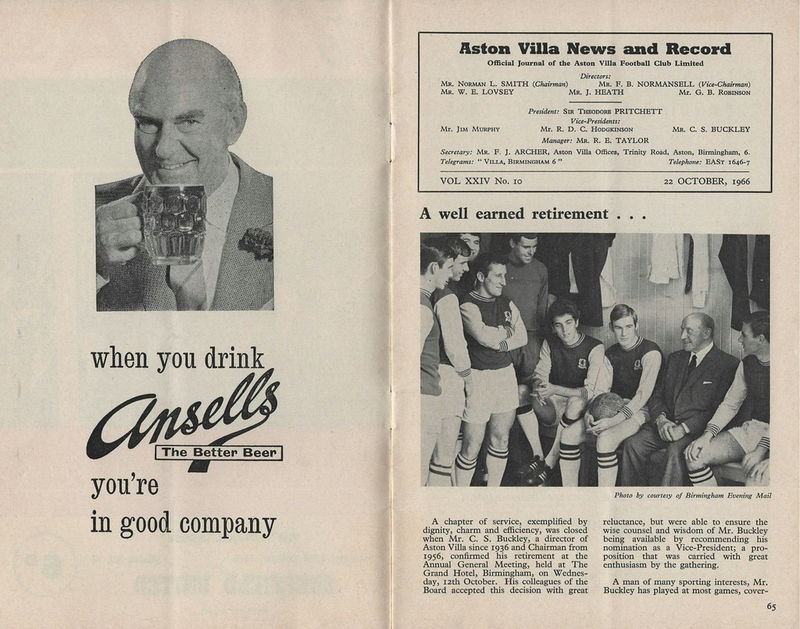 when you drink
Ansells
The Better Beer
you're
in good company
Aston Villa News and Record
Official Journal of the Aston Villa Football Club Limited
Directors:
Mr. Norman L. SMITH (Chairman) Mr. F. B. NORMANSELL (Vice-Chairman)
Mr. W. E. LOVSEY Mr. J. HEATH Mr. G. B. Robinson
President: Sir Theodore PRITCHETT
Vice-Presidents:
Mr. Jim Murphy Mr. R. D. C. Hodgkinson Mr. C. S. BUCKLEY
Manager: Mr. R. E. TAYLOR
Secretary: Mr. F. J. ARCHER, Aston Villa Offices, Trinity Road, Aston, Birmingham, 6.
Telegrams: "Villa, Birmingham 6" Telephone: EASt 1646-7
VOL XXIV No. 10 22 OCTOBER, 1966
A well earned retirement . . .
Photo by courtesy of Birmingham Evening Mail
A chapter of service, exemplified by
dignity, charm and efficiency, was closed
when Mr. C. S. Buckley, a director of
Aston Villa since 1936 and Chairman from
1956, confirmed his retirement at the
Annual General Meeting, held at The
Grand Hotel, Birmingham, on Wednes-
day, 12th October. His colleagues of the
Board accepted this decision with great
reluctance, but were able to ensure the
wise counsel and wisdom of Mr. Buckley
being available by recommending his
nomination as a Vice-President; a pro-
position that was carried with great
enthusiasm by the gathering.
A man of many sporting interests, Mr.
Buckley has played at most games, cover-
65